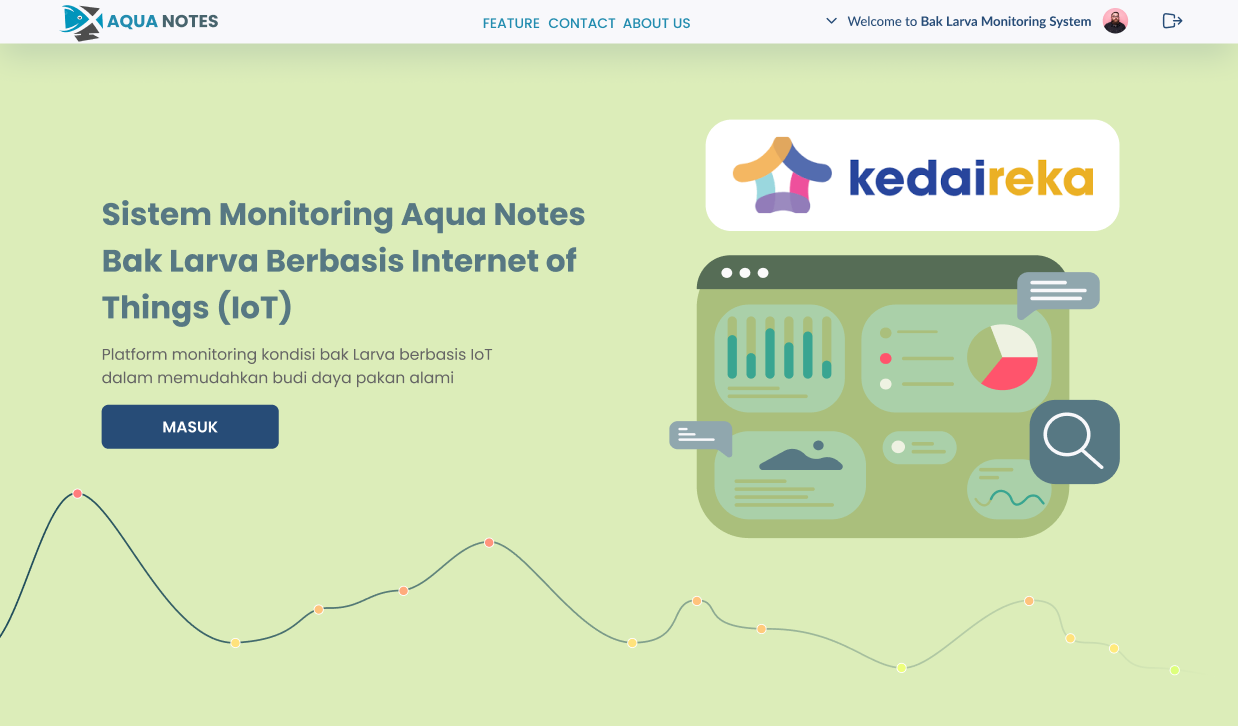 AQUA NOTES
FEATURE CONTACT ABOUT US
Welcome to Bak Larva Monitoring System
kedaireka
Sistem Monitoring Aqua Notes
Bak Larva Berbasis Internet of
Things (IoT)
Platform monitoring kondisi bak Larva berbasis IoT
dalam memudahkan budi daya pakan alami
MASUK